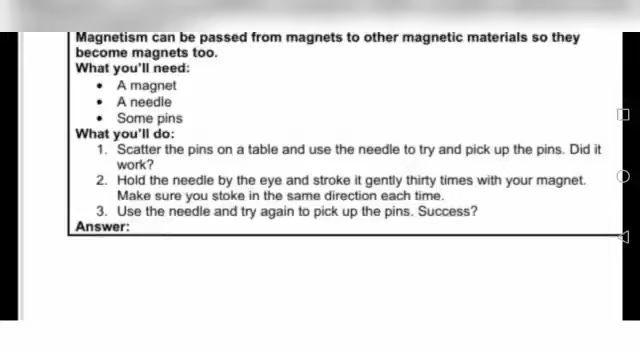 Magnetism can be passed from magnets to other magnetic materials so they
become magnets too.
What you'll need:
• A magnet
• A needle
• Some pins
What you'll do:
1. Scatter the pins on a table and use the needle to try and pick up the pins. Did it
work?
2. Hold the needle by the eye and stroke it gently thirty times with your magnet.
Make sure you stoke in the same direction each time.
3. Use the needle and try again to pick up the pins. Success?
Answer: